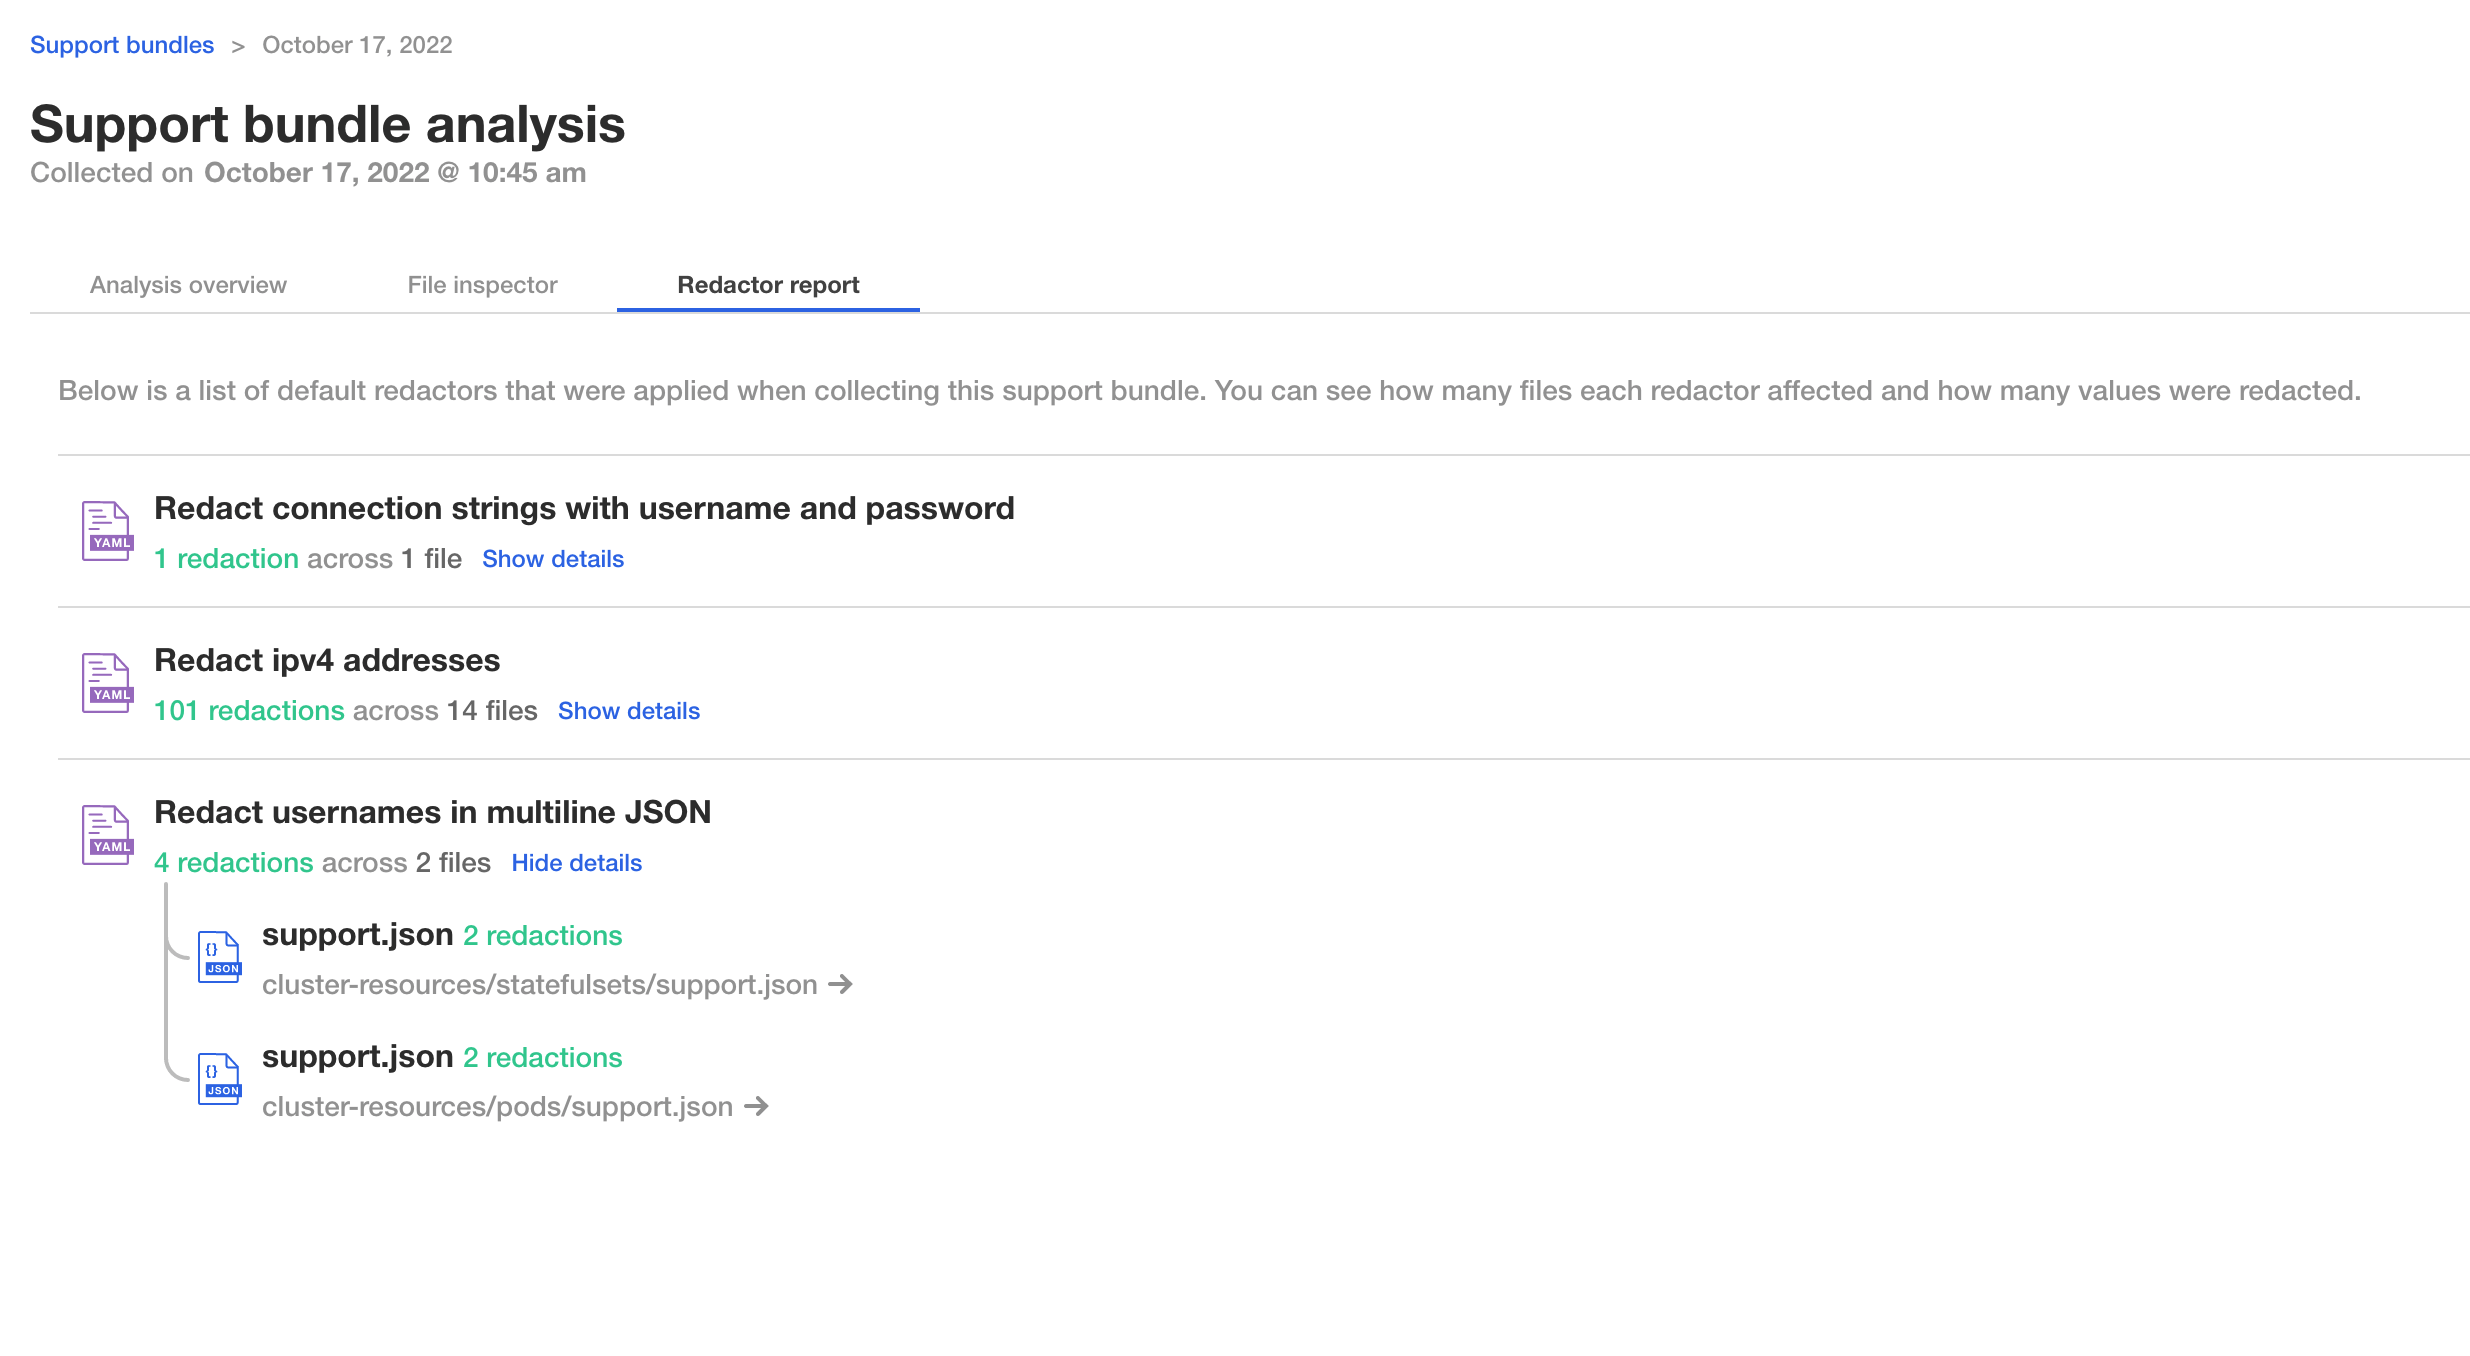 Support bundles > October 17, 2022
Support bundle analysis
Collected on October 17, 2022 @ 10:45 am
Analysis overview File inspector Redactor report
Below is a list of default redactors that were applied when collecting this support bundle. You can see how many files each redactor affected and how many values were redacted.
Redact connection strings with username and password
YAML
1 redaction across 1 file Show details
Redact ipv4 addresses
YAML
101 redactions across 14 files Show details
Redact usernames in multiline JSON
YAML
4 redactions across 2 files Hide details
support.json 2 redactions
{} JSON
cluster-resources/statefulsets/support.json →
support.json 2 redactions
{} JSON
cluster-resources/pods/support.json →